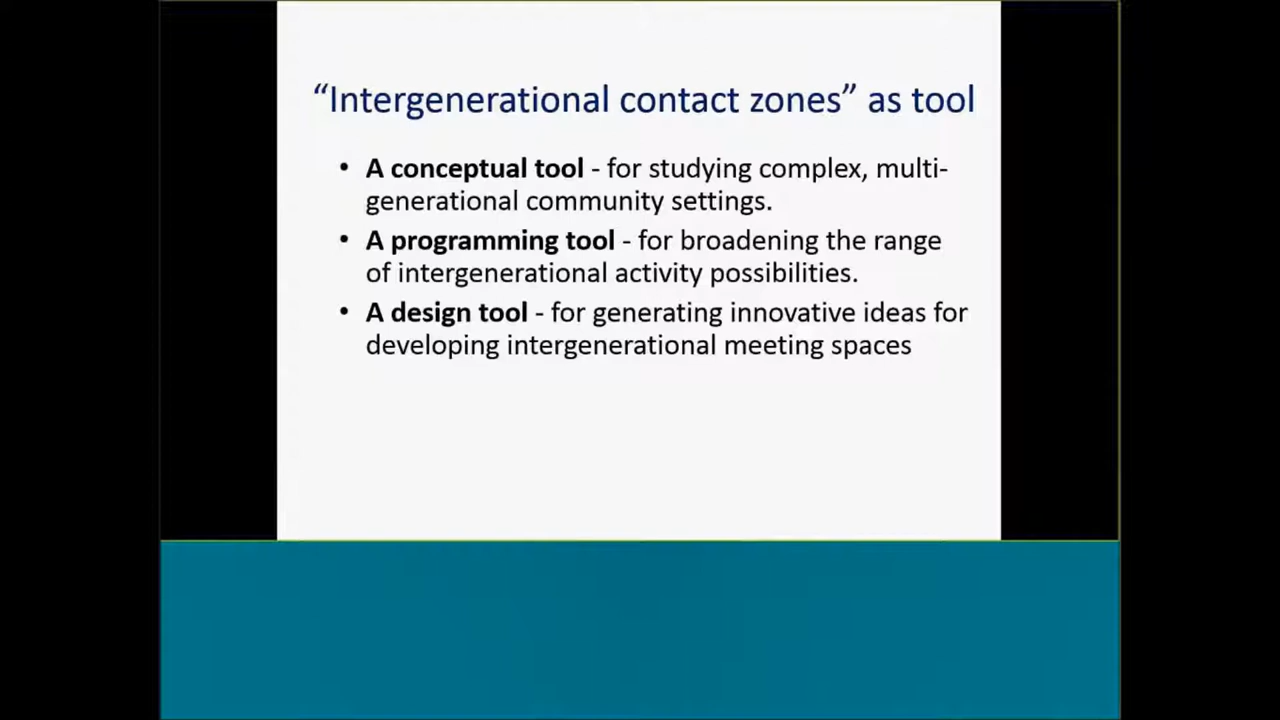 “Intergenerational contact zones” as tool
• A conceptual tool - for studying complex, multi-
generational community settings.
• A programming tool - for broadening the range
of intergenerational activity possibilities.
• A design tool - for generating innovative ideas for
developing intergenerational meeting spaces